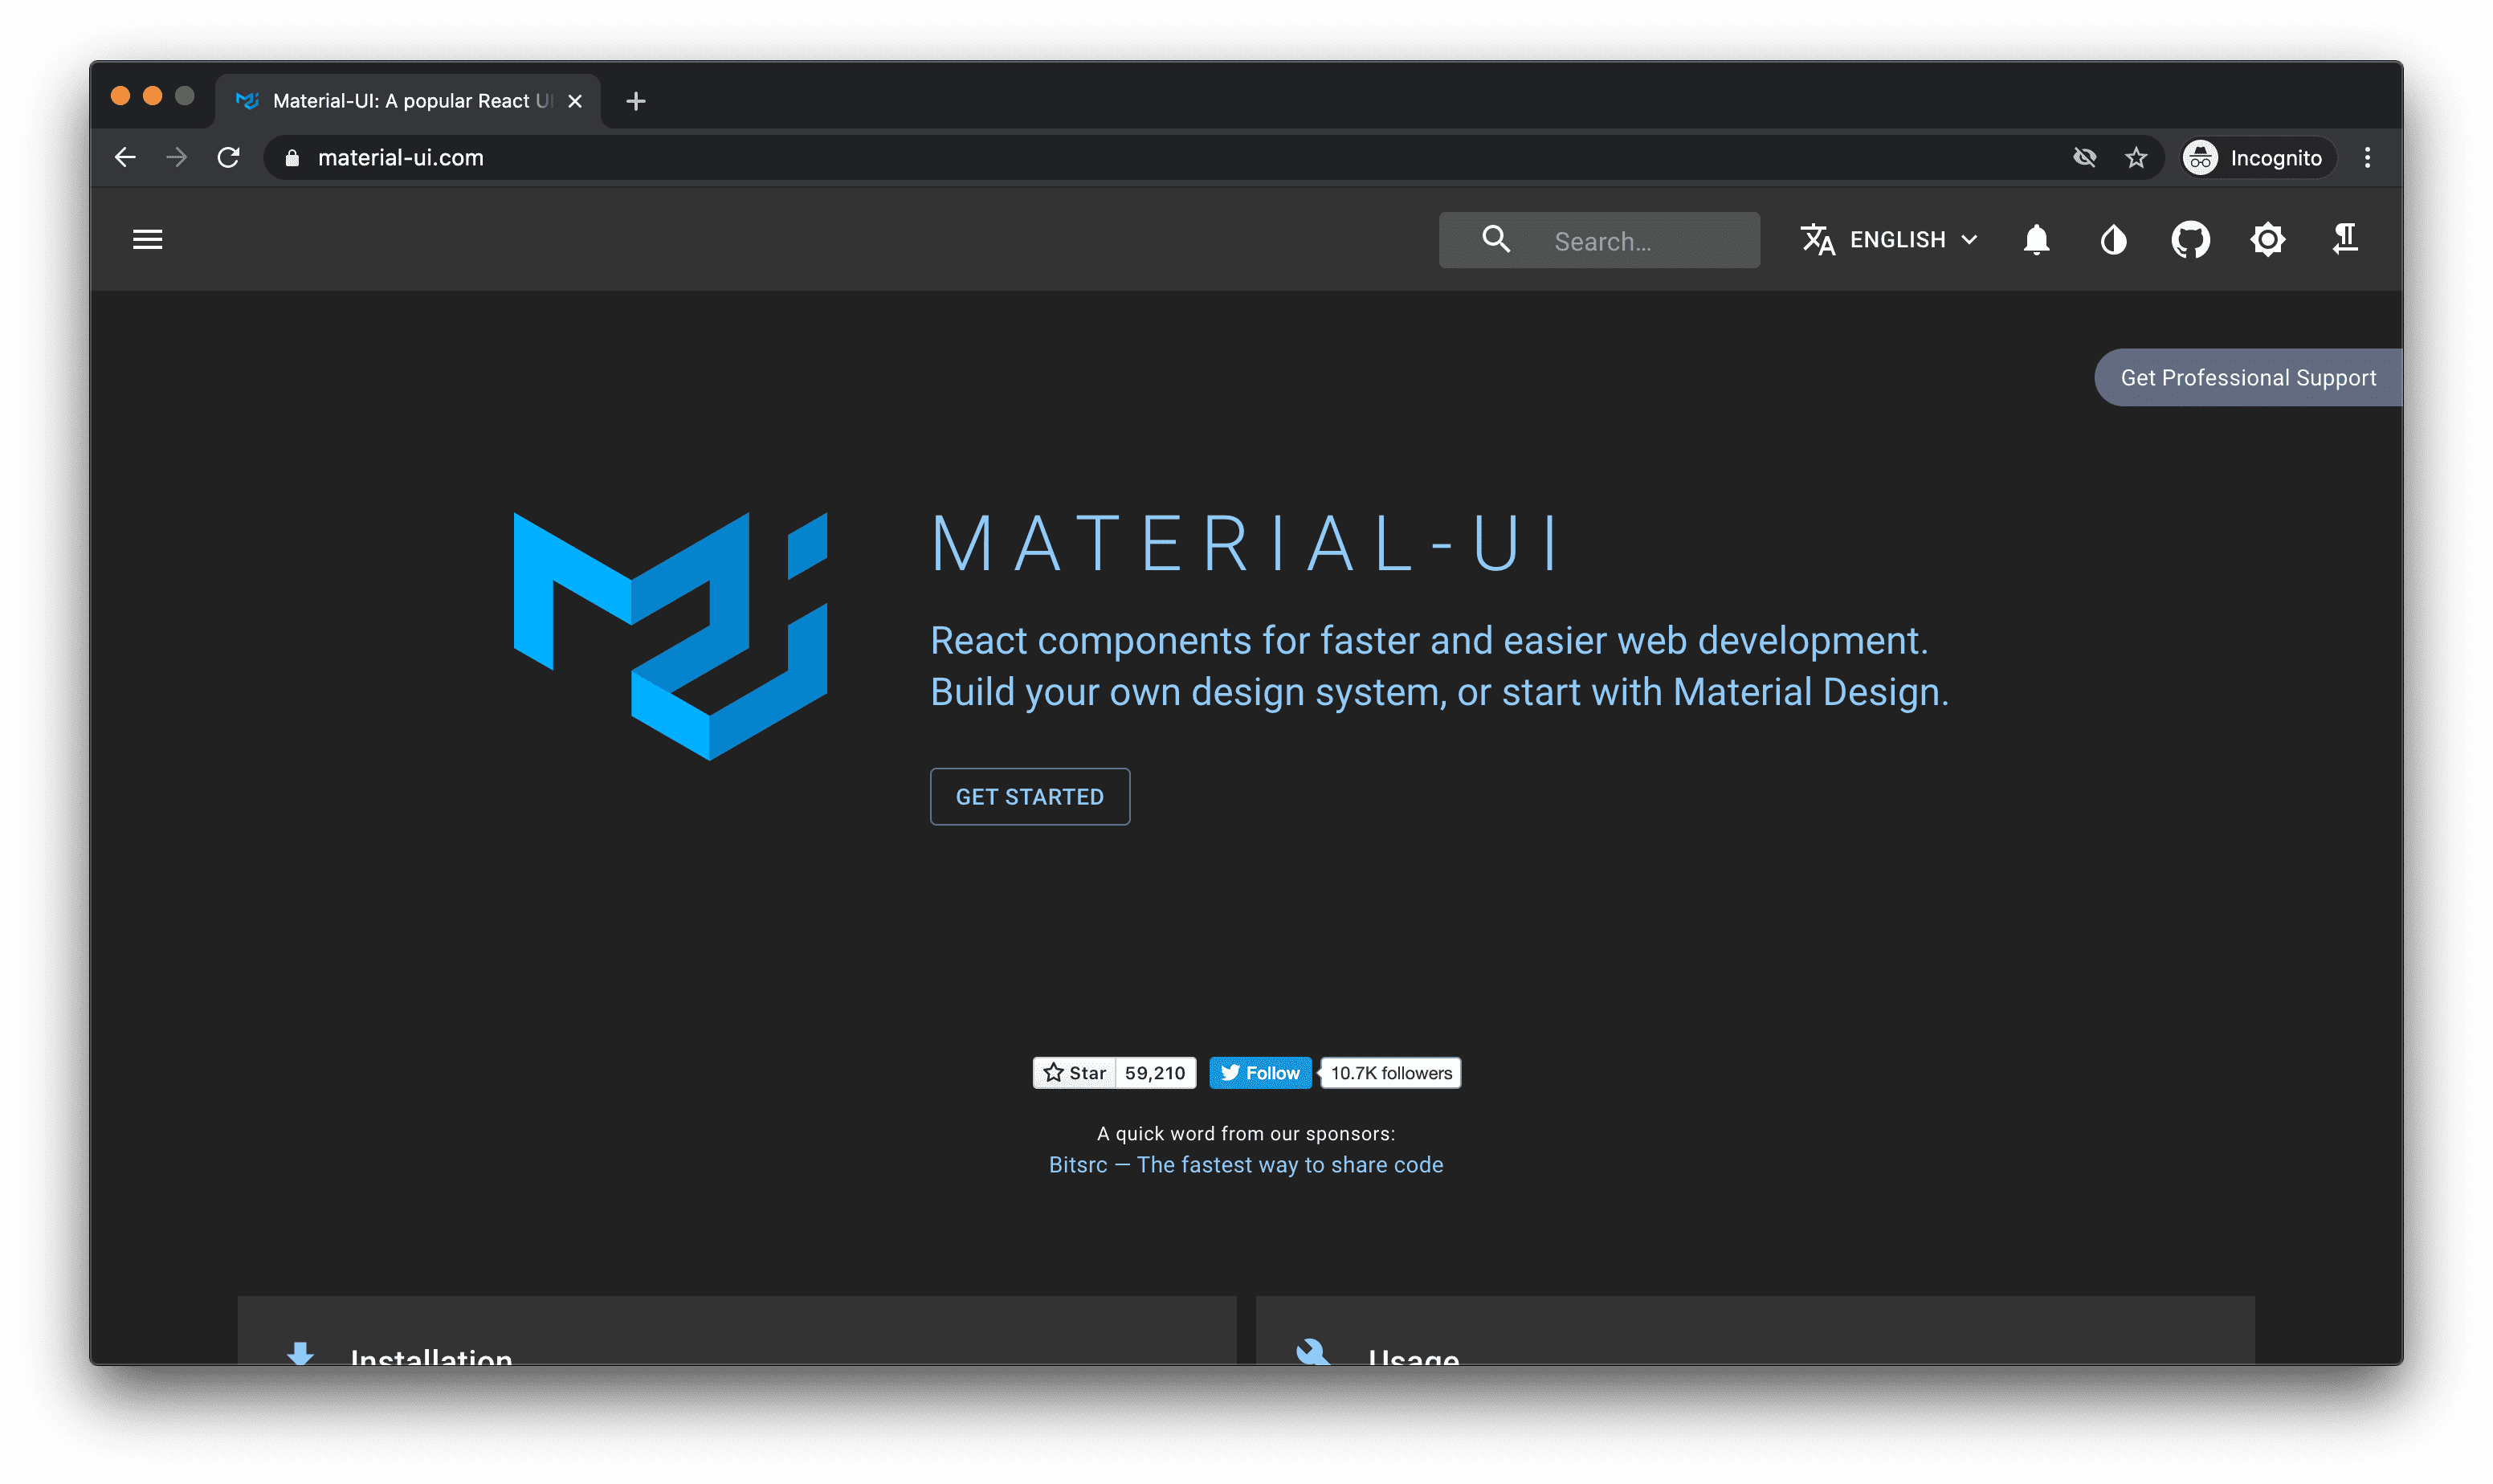 Material-UI: A popular React UI
material-ui.com
Incognito
Search...
ENGLISH
Get Professional Support
MATERIAL-UI
React components for faster and easier web development.
Build your own design system, or start with Material Design.
GET STARTED
Star 59,210 Follow 10.7K followers
A quick word from our sponsors:
Bitsrc — The fastest way to share code
Installation
Usage